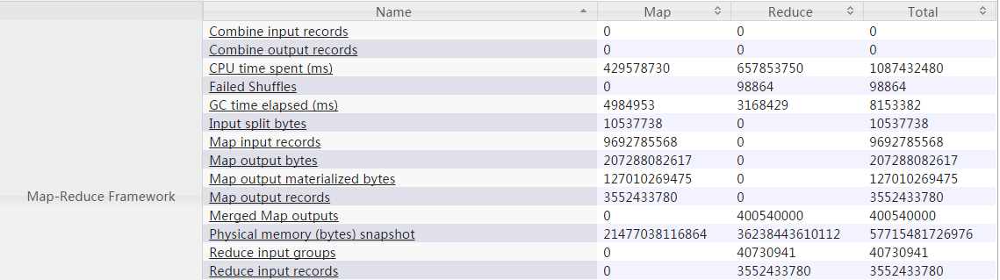 Name Map Reduce Total
Combine input records 0 0 0
Combine output records 0 0 0
CPU time spent (ms) 429578730 657853750 1087432480
Failed Shuffles 0 98864 98864
GC time elapsed (ms) 4984953 3168429 8153382
Input split bytes 10537738 0 10537738
Map input records 9692785568 0 9692785568
Map output bytes 207288082617 0 207288082617
Map output materialized bytes 127010269475 0 127010269475
Map-Reduce Framework Map output records 3552433780 0 3552433780
Merged Map outputs 0 400540000 400540000
Physical memory (bytes) snapshot 21477038116864 36238443610112 57715481726976
Reduce input groups 0 40730941 40730941
Reduce input records 0 3552433780 3552433780